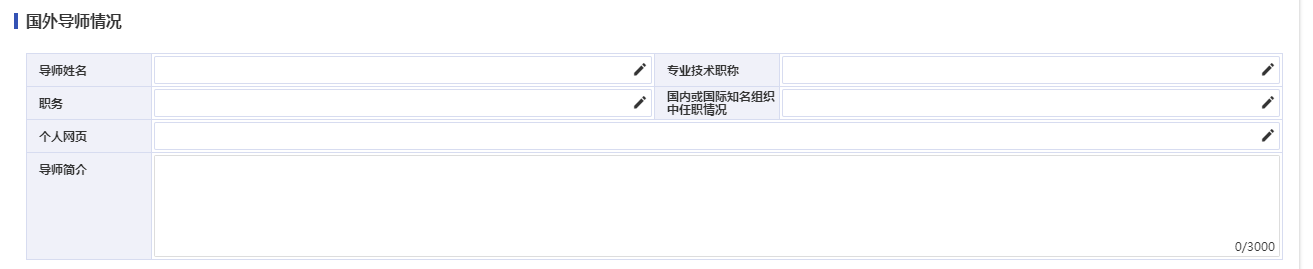 国外导师情况
导师姓名
专业技术职称
职务
国内或国际知名组织
中任职情况
个人网页
导师简介
0/3000